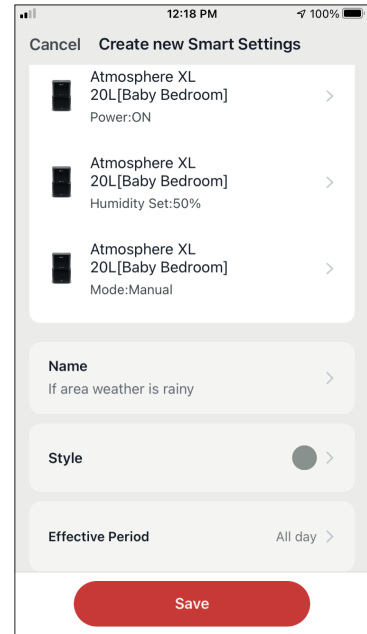 12:18 PM
100%
Cancel Create new Smart Settings
Atmosphere XL
20L[Baby Bedroom]
Power:ON
Atmosphere XL
20L[Baby Bedroom]
Humidity Set:50%
Atmosphere XL
20L[Baby Bedroom]
Mode:Manual
Name
If area weather is rainy
Style
Effective Period
All day
Save